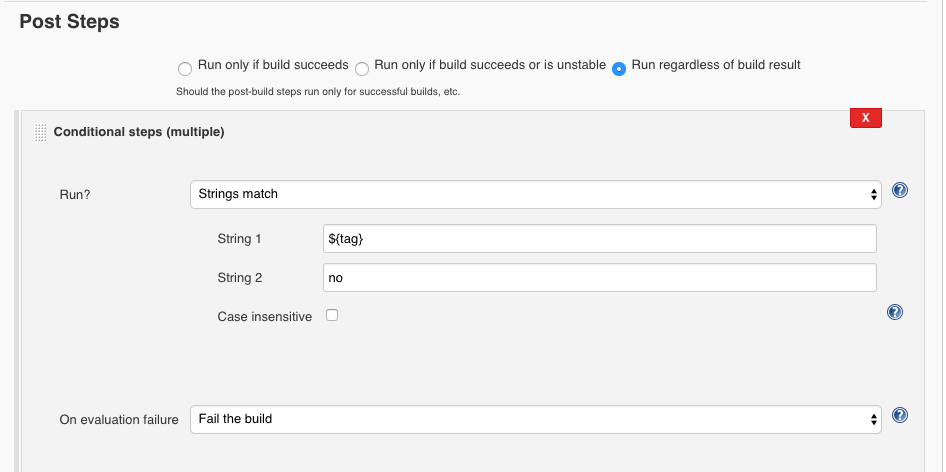 Post Steps
Run only if build succeeds Run only if build succeeds or is unstable Run regardless of build result
Should the post-build steps run only for successful builds, etc.
X
Conditional steps (multiple)
Run? Strings match ?
String 1 ${tag}
String 2 no
Case insensitive ?
On evaluation failure Fail the build ?